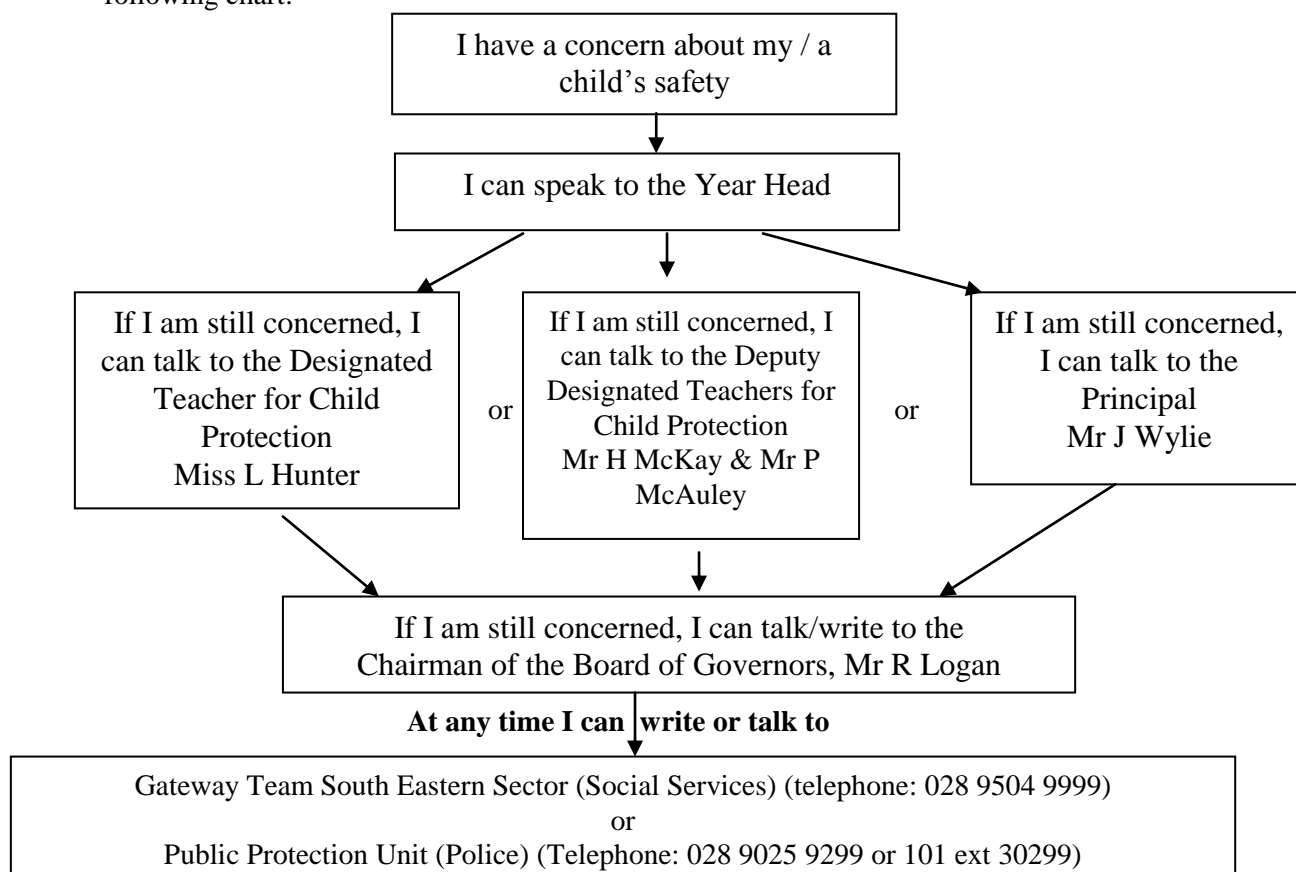 following chart:
I have a concern about my / a
child’s safety
I can speak to the Year Head
If I am still concerned, I
can talk to the Designated
Teacher for Child
Protection
Miss L Hunter
or
If I am still concerned, I
can talk to the Deputy
Designated Teachers for
Child Protection
Mr H McKay & Mr P
McAuley
or
If I am still concerned,
I can talk to the
Principal
Mr J Wylie
If I am still concerned, I can talk/write to the
Chairman of the Board of Governors, Mr R Logan
At any time I can write or talk to
Gateway Team South Eastern Sector (Social Services) (telephone: 028 9504 9999)
or
Public Protection Unit (Police) (Telephone: 028 9025 9299 or 101 ext 30299)